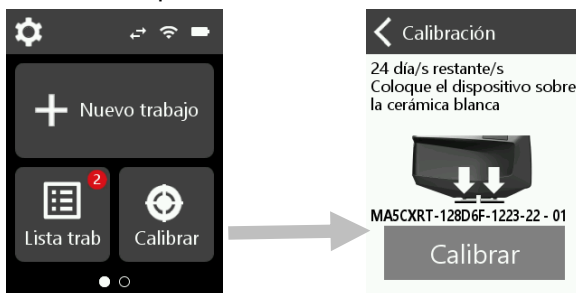 Nuevo trabajo
2
Lista trab
Calibrar
Calibración
24 día/s restante/s
Coloque el dispositivo sobre
la cerámica blanca
MA5CXRT-128D6F-1223-22 - 01
Calibrar